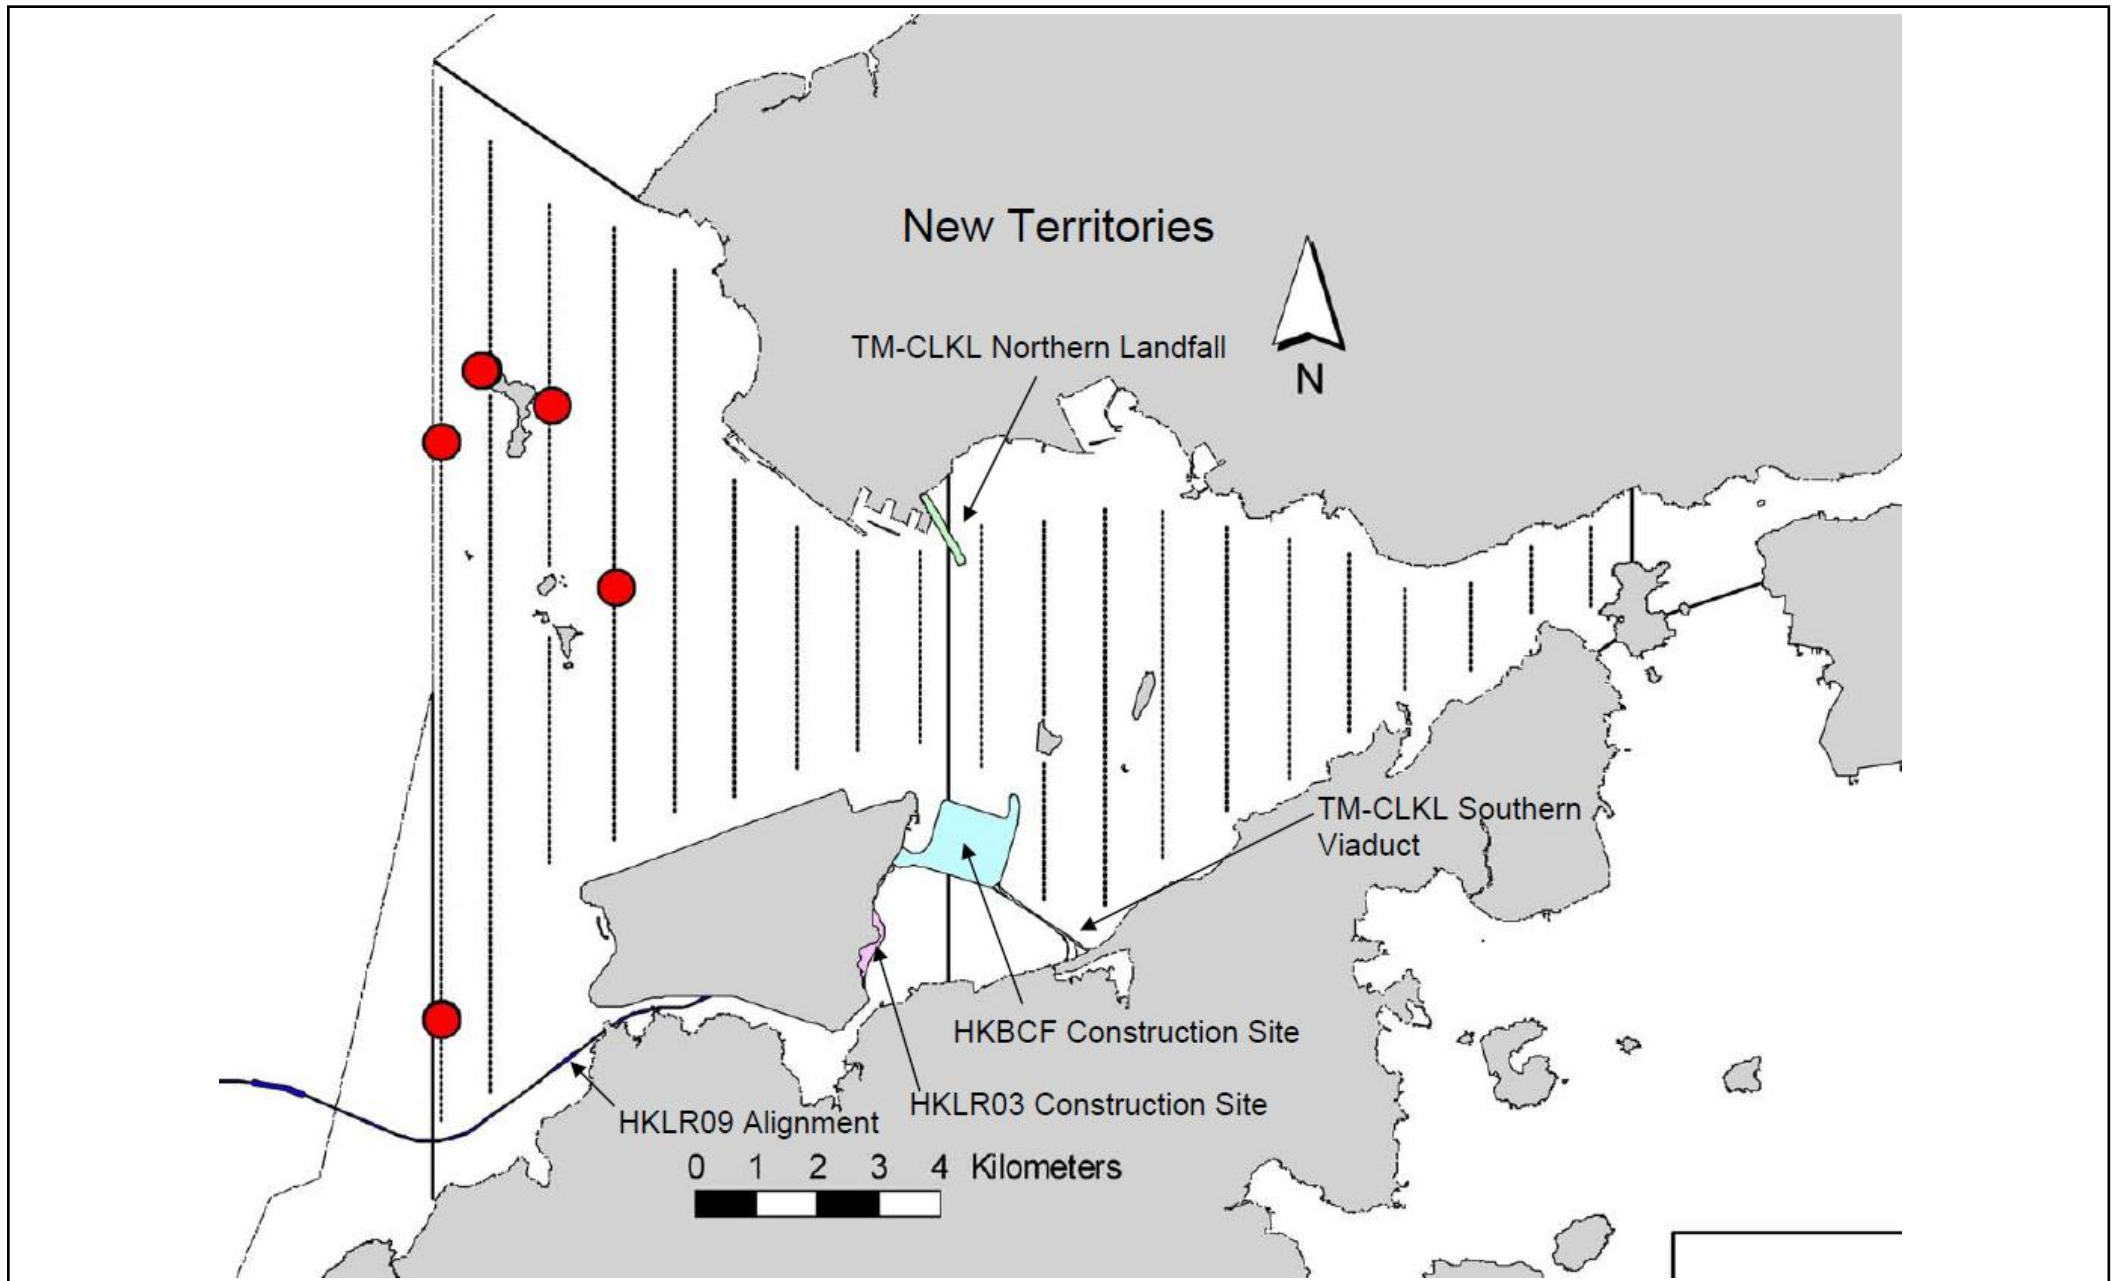 New Territories
TM-CLKL Northern Landfall
N
TM-CLKL Southern
Viaduct
HKBCF Construction Site
HKLR03 Construction Site
HKLR09 Alignment
0 1 2 3 4 Kilometers